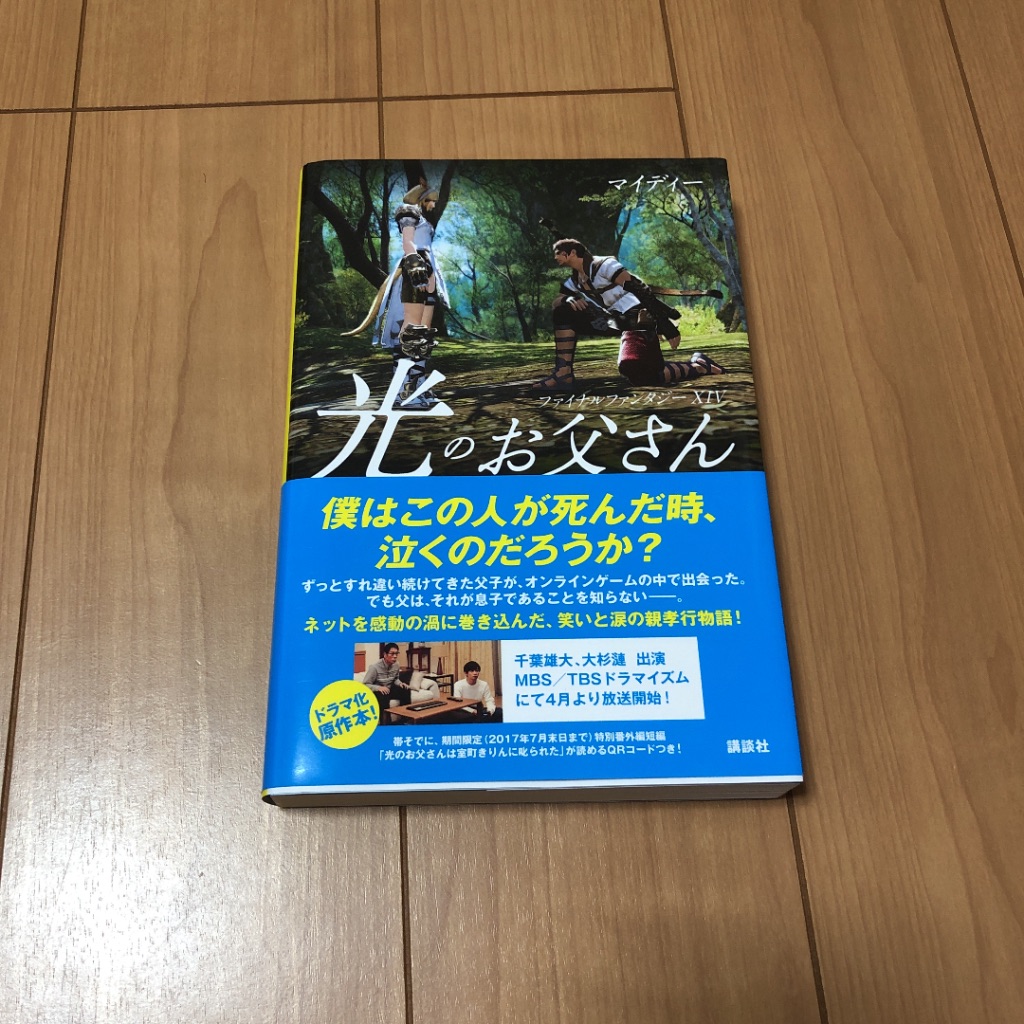 マイディー
ファイナルファンタジー XIV
光のお父さん
僕はこの人が死んだ時、
泣くのだろうか？
ずっとすれ違い続けてきた父子が、オンラインゲームの中で出会った。
でも父は、それが息子であることを知らない――。
ネットを感動の渦に巻き込んだ、笑いと涙の親孝行物語！
ドラマ化
原作本！
千葉雄大、大杉漣 出演
MBS／TBSドラマイズム
にて4月より放送開始！
帯そでに、期間限定（2017年7月末日まで）特別番外編短編
「光のお父さんは室町きりんに叱られた」が読めるQRコードつき！
講談社